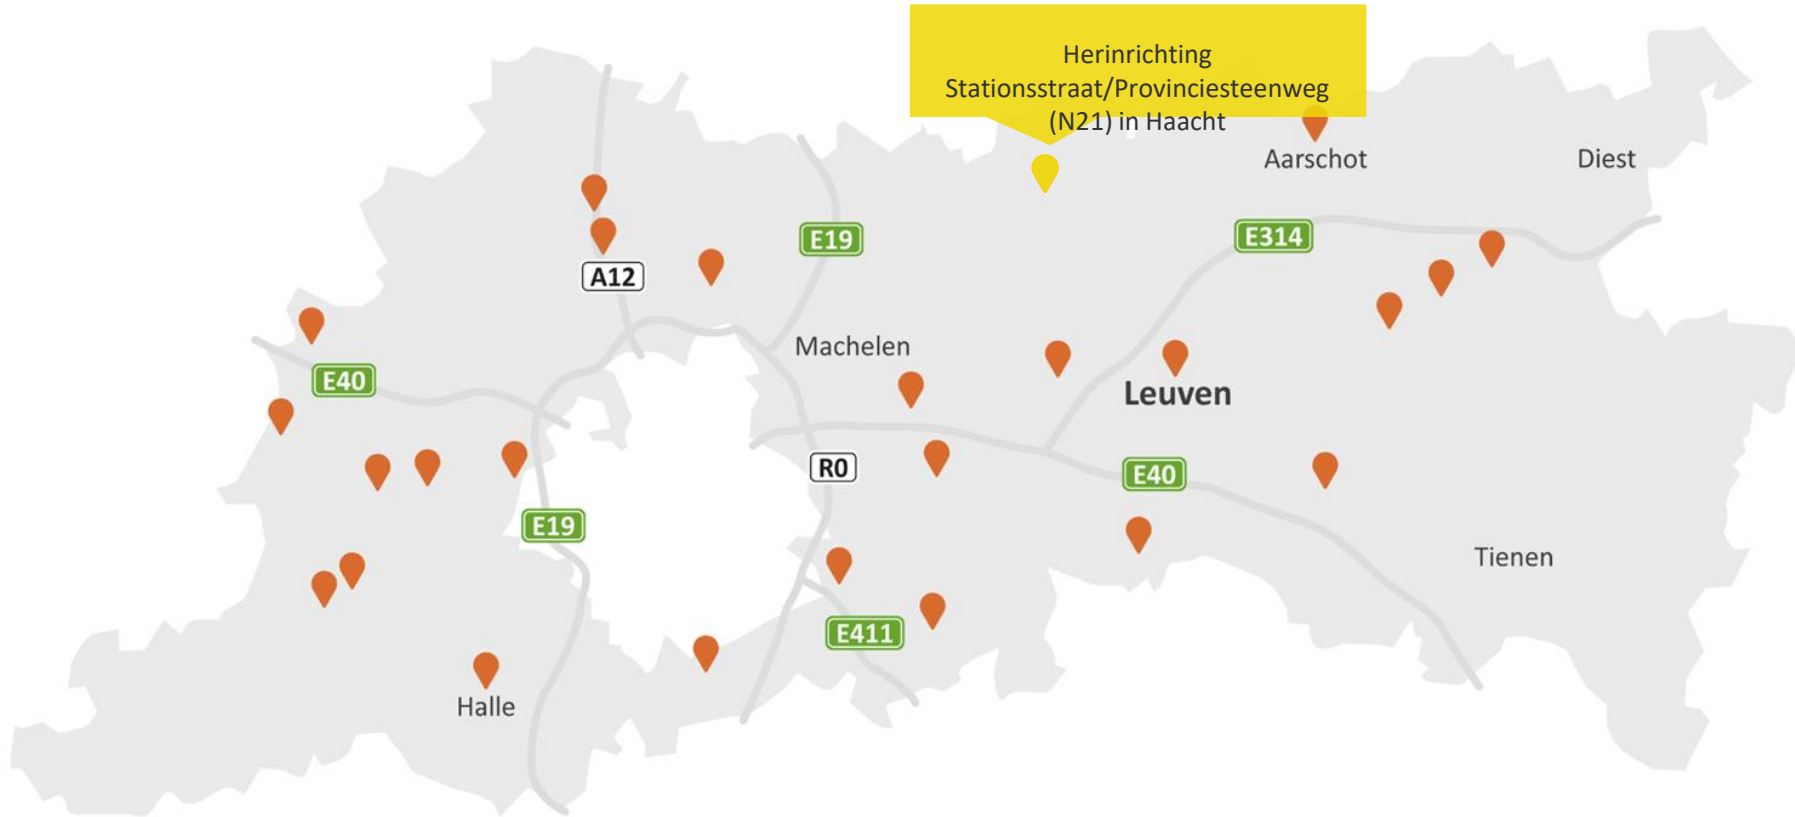 Herinrichting
Stationsstraat/Provinciesteenweg
(N21) in Haacht
Aarschot
Diest
E19
E314
A12
Machelen
E40
Leuven
R0
E40
E19
Tienen
E411
Halle